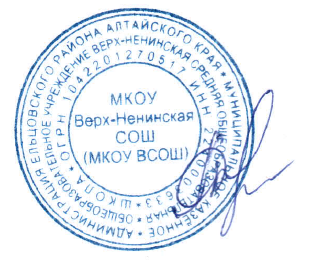 АДМИНИСТРАЦИЯ ЕЛЬЦОВСКОГО РАЙОНА АЛТАЙСКОГО КРАЯ * МУНИЦИПАЛЬНОЕ КАЗЕННОЕ
ОБЩЕОБРАЗОВАТЕЛЬНОЕ УЧРЕЖДЕНИЕ ВЕРХ-НЕНИНСКАЯ СРЕДНЯЯ ОБЩЕОБРАЗОВАТЕЛЬНАЯ ШКОЛА *
ОГРН 1042201270517 ИНН
МКОУ
Верх-Ненинская
СОШ
(МКОУ ВСОШ)